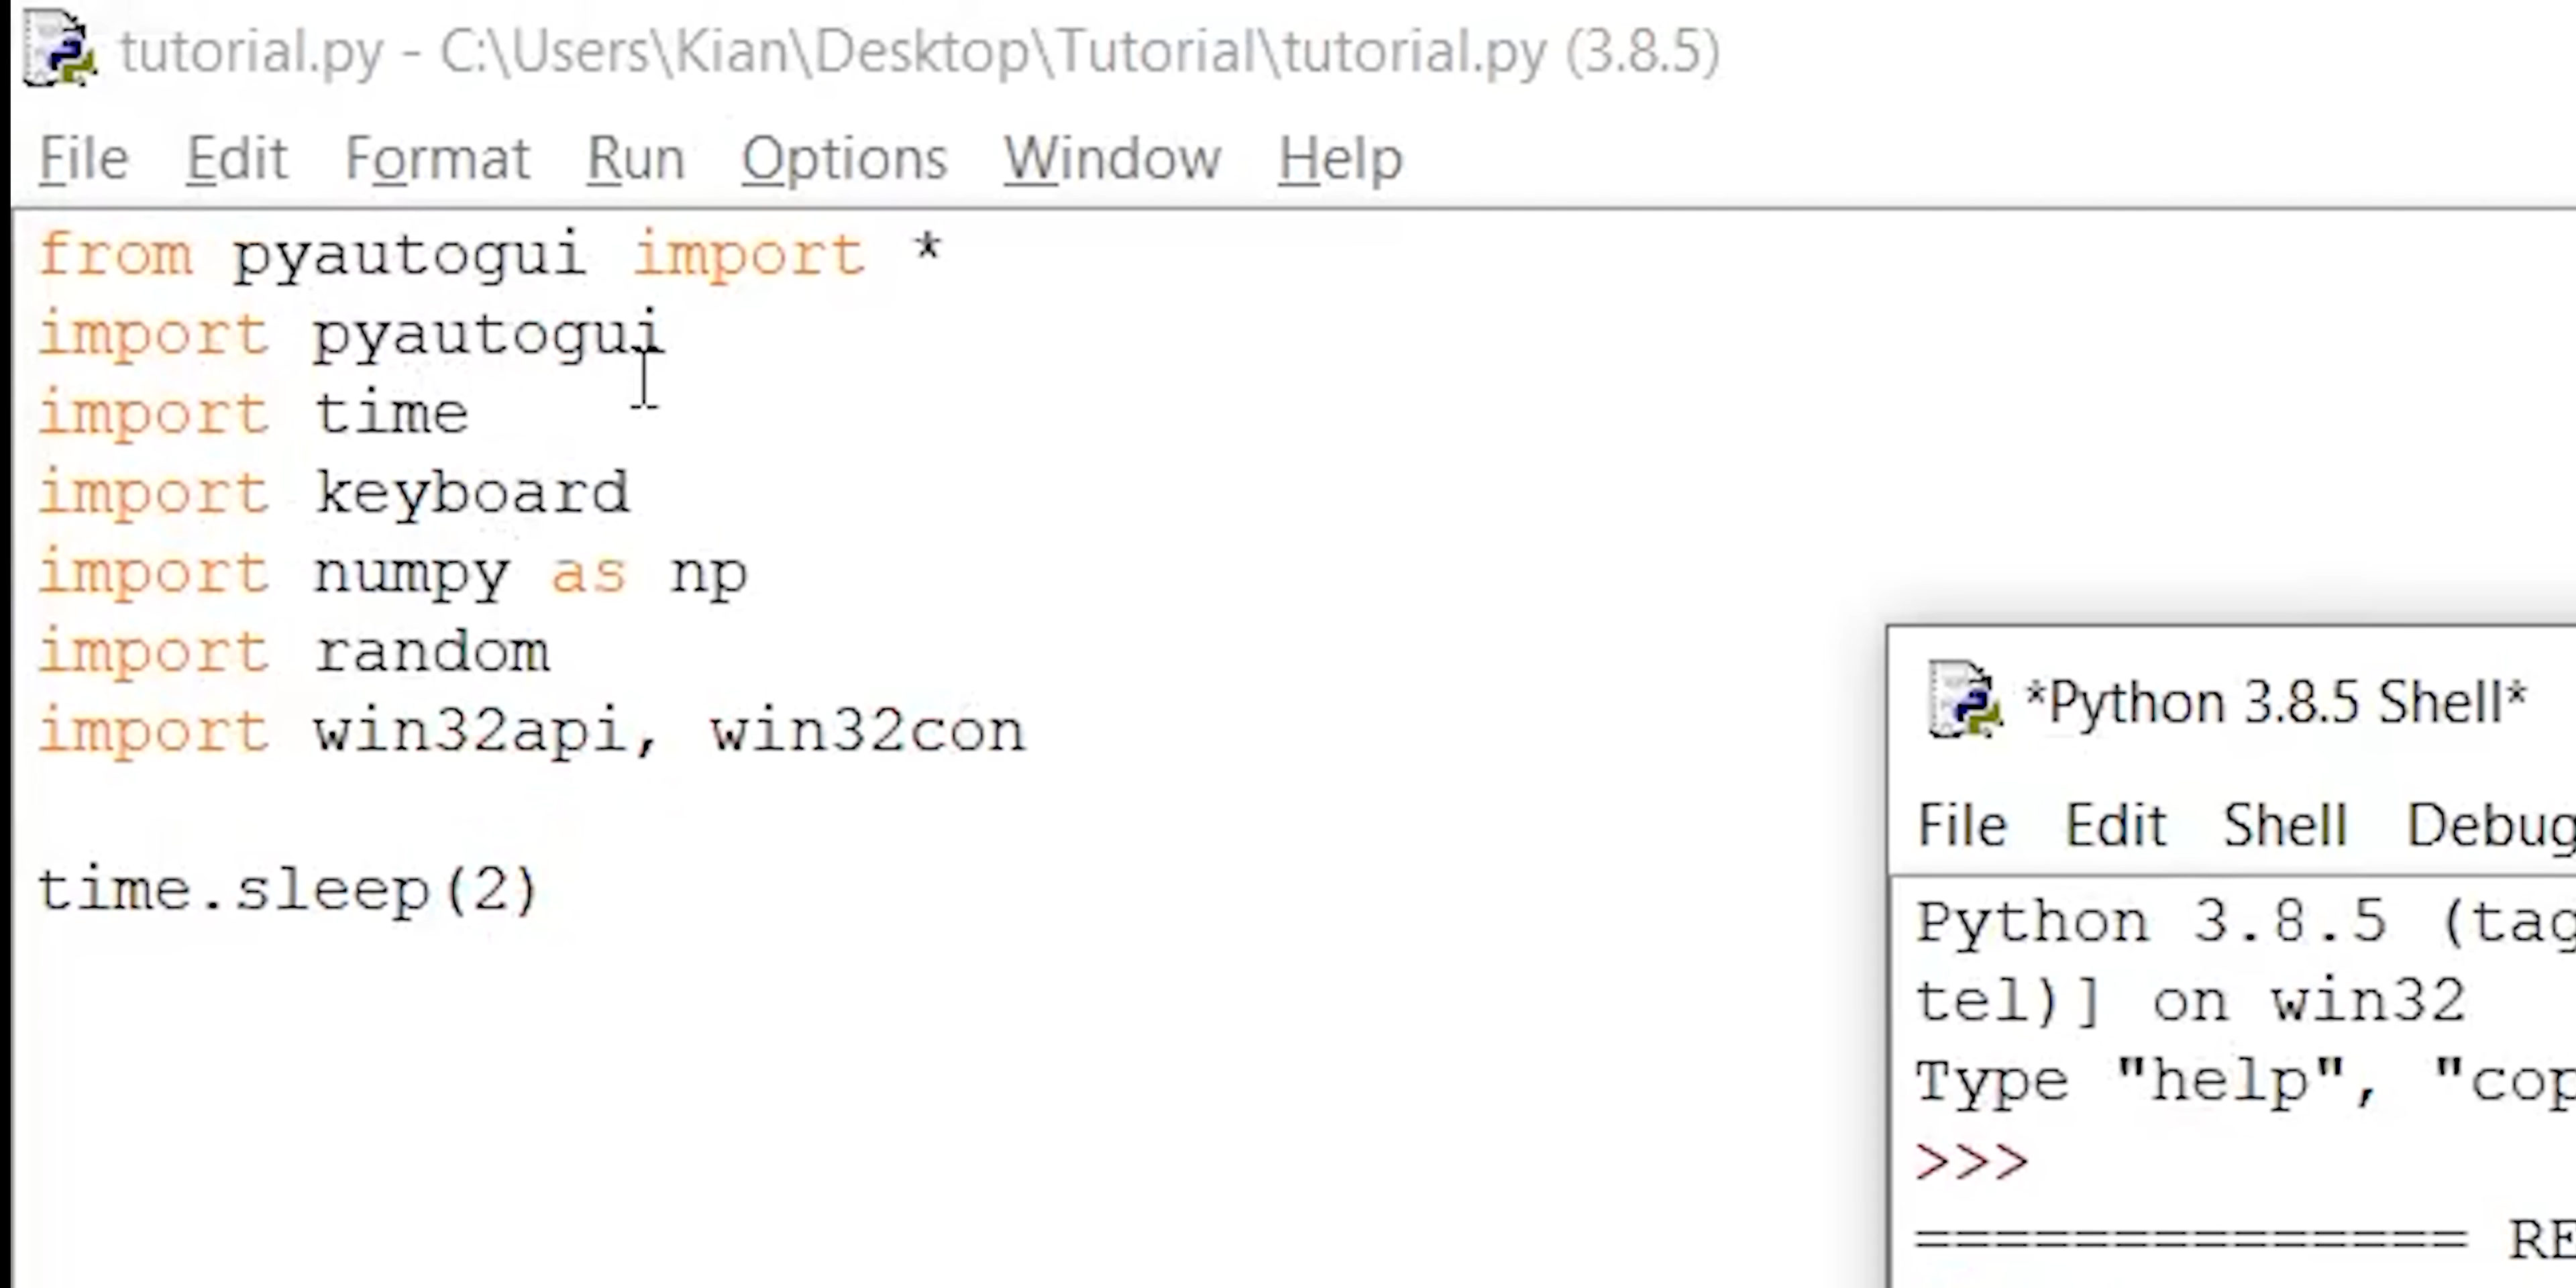 tutorial.py - C:\Users\Kian\Desktop\Tutorial\tutorial.py (3.8.5)
File Edit Format Run Options Window Help
from pyautogui import *
import pyautogui
import time
import keyboard
import numpy as np
import random
import win32api, win32con
time.sleep(2)
*Python 3.8.5 Shell*
File Edit Shell Debug
Python 3.8.5 (tag
tel)] on win32
Type "help", "cop
>>>
============== RE